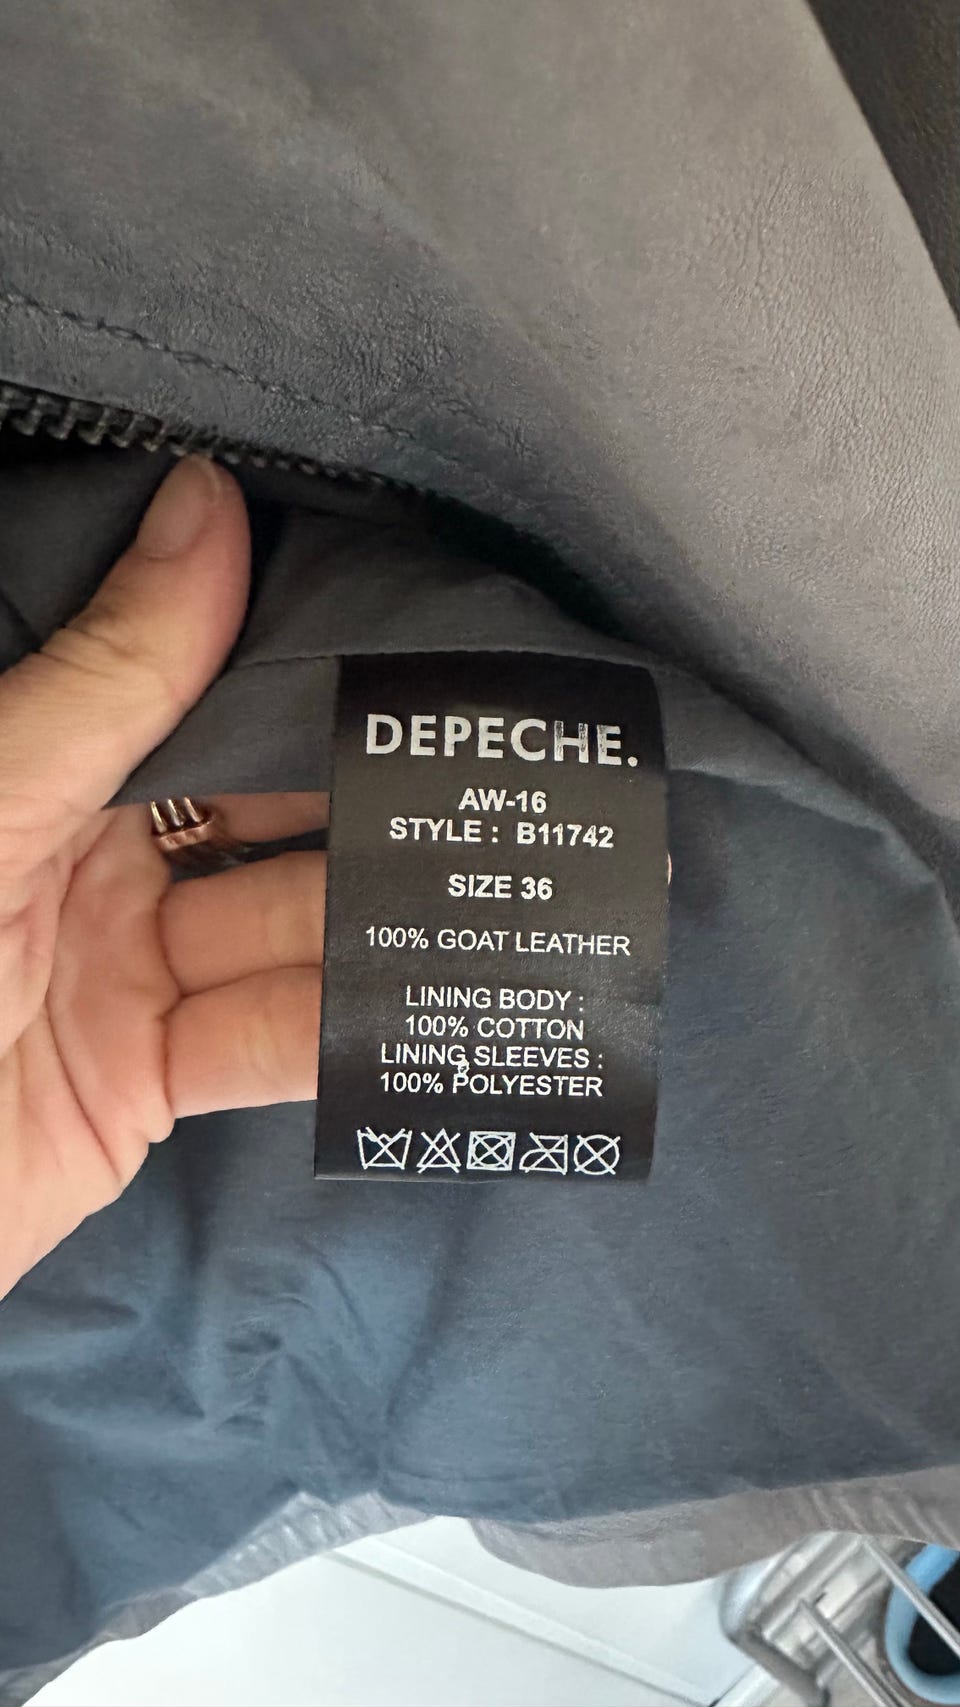 DEPECHE.
AW-16
STYLE : B11742
SIZE 36
100% GOAT LEATHER
LINING BODY :
100% COTTON
LINING SLEEVES :
100% POLYESTER